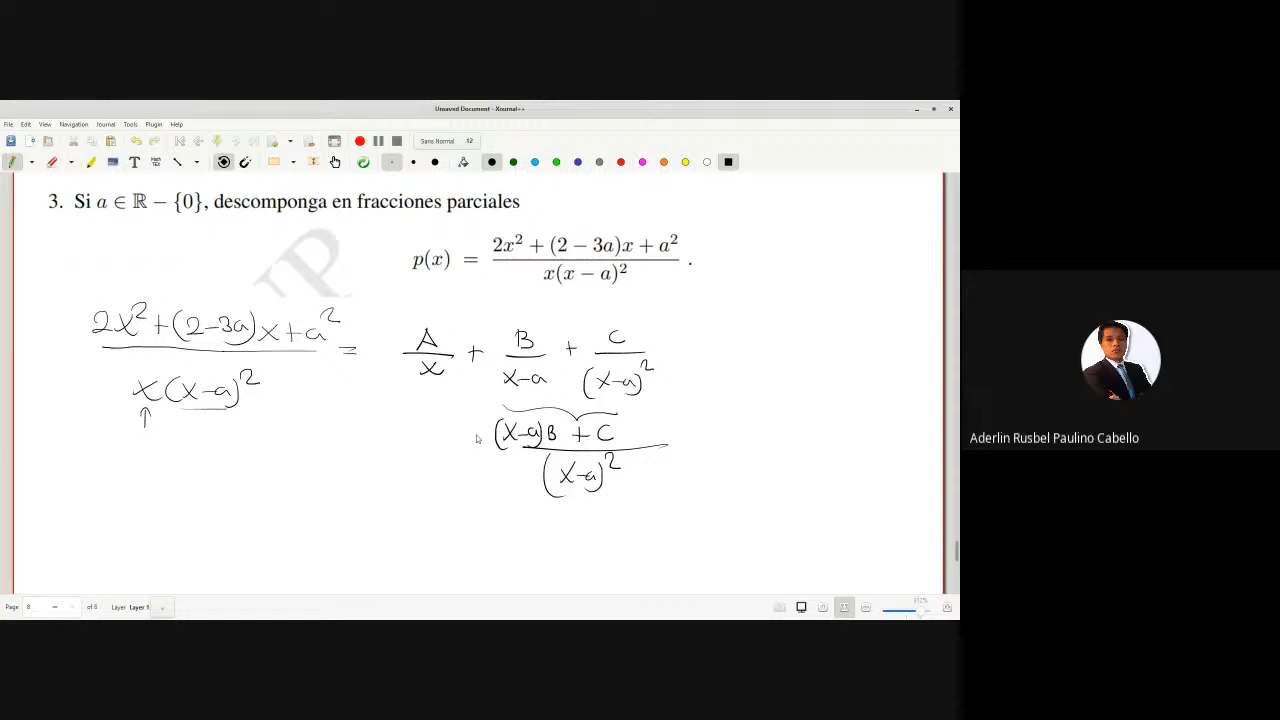 Unsaved Document - Xournal++
File Edit View Navigation Journal Tools Plugin Help
Sans Normal 12
3. Si a ∈ ℝ − {0}, descomponga en fracciones parciales
p(x) = (2x² + (2 − 3a)x + a²) / (x(x − a)²) .
(2x² + (2−3a)x + a²) / (x(x−a)²) = A/x + B/(x−a) + C/(x−a)²
((x−a)B + C) / (x−a)²
Aderlin Rusbel Paulino Cabello
Page 8 of 8 Layer Layer 1